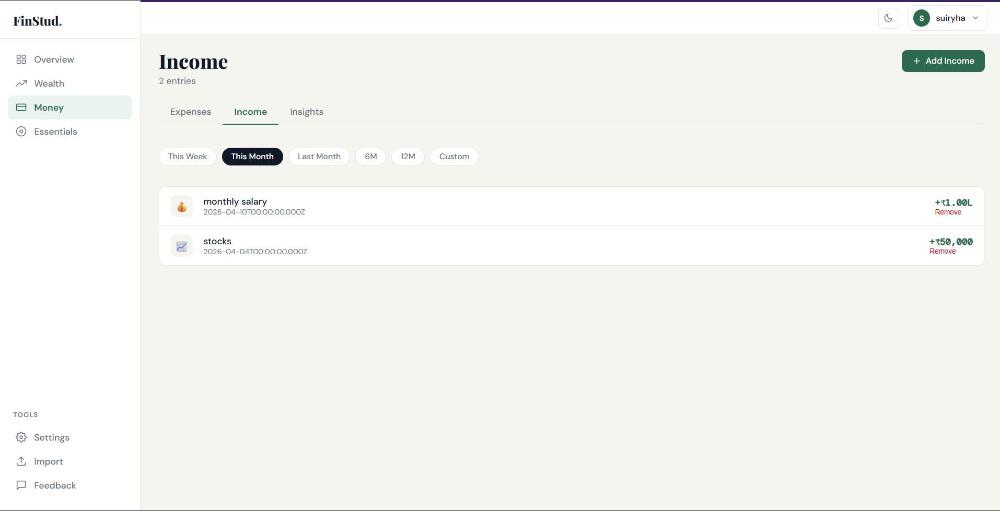 FinStud.
Overview
Wealth
Money
Essentials
TOOLS
Settings
Import
Feedback
S suiryha
Income
2 entries
+ Add Income
Expenses Income Insights
This Week This Month Last Month 6M 12M Custom
monthly salary
2026-04-10T00:00:00.000Z
+₹1.00L
Remove
stocks
2026-04-04T00:00:00.000Z
+₹50,000
Remove